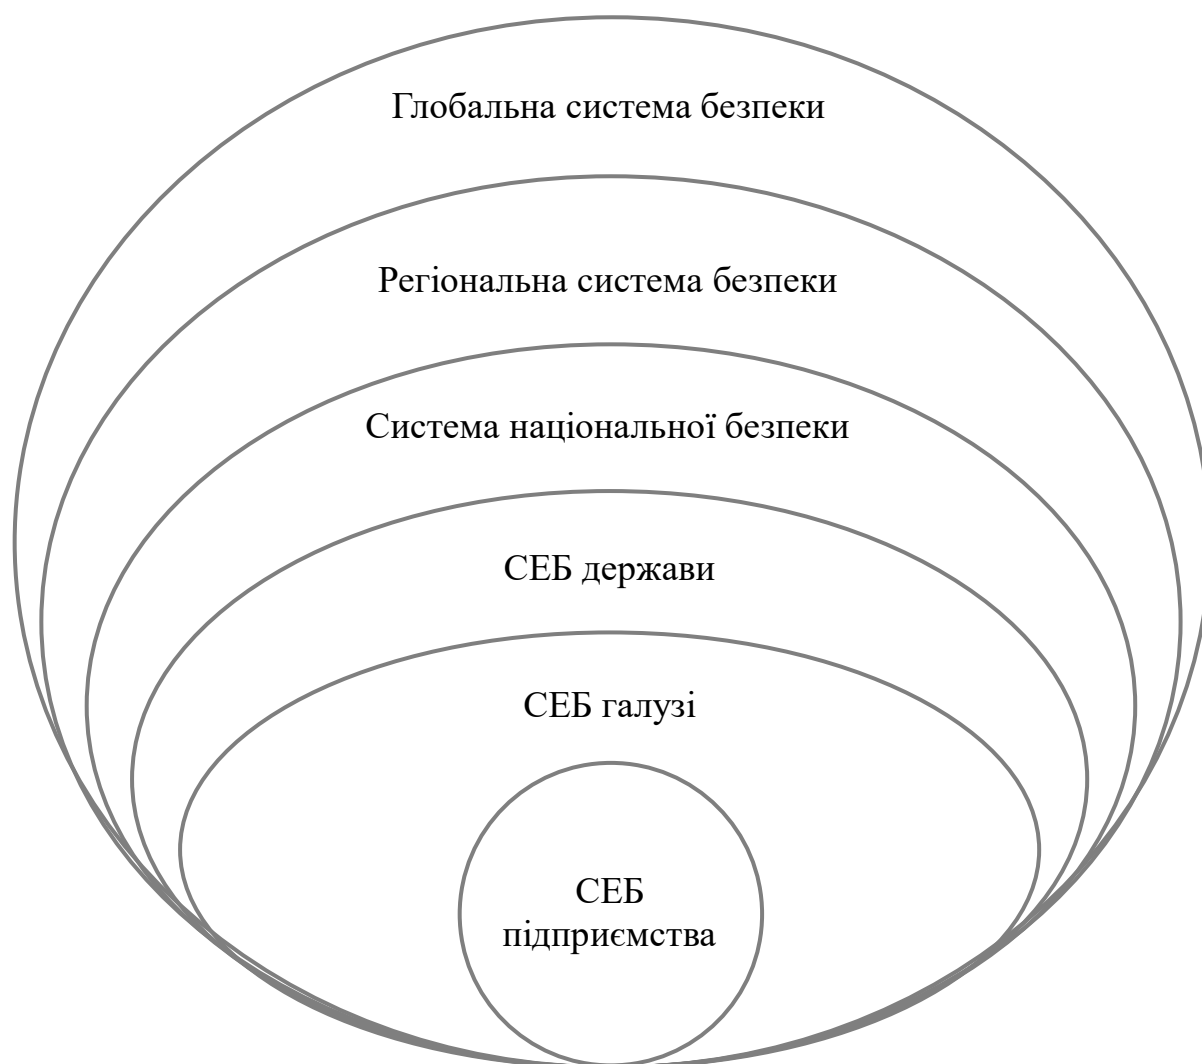 Глобальна система безпеки
Регіональна система безпеки
Система національної безпеки
СЕБ держави
СЕБ галузі
СЕБ
підприємства